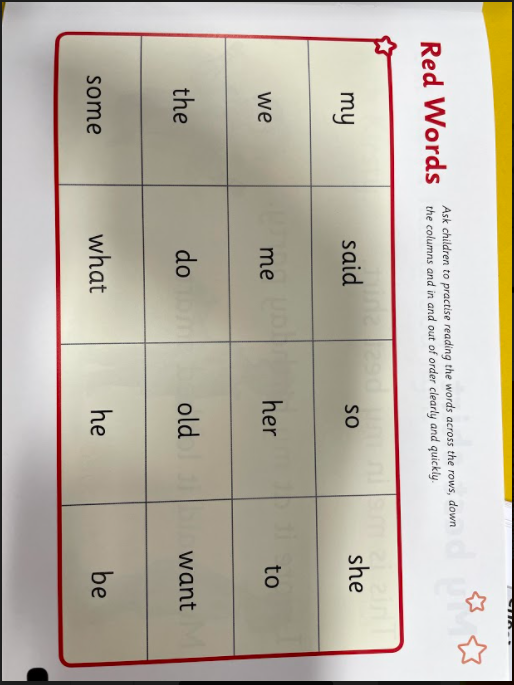 Red Words
Ask children to practise reading the words across the rows, down
the columns and in and out of order clearly and quickly.
my said so she
we me her to
the do old want
some what he be